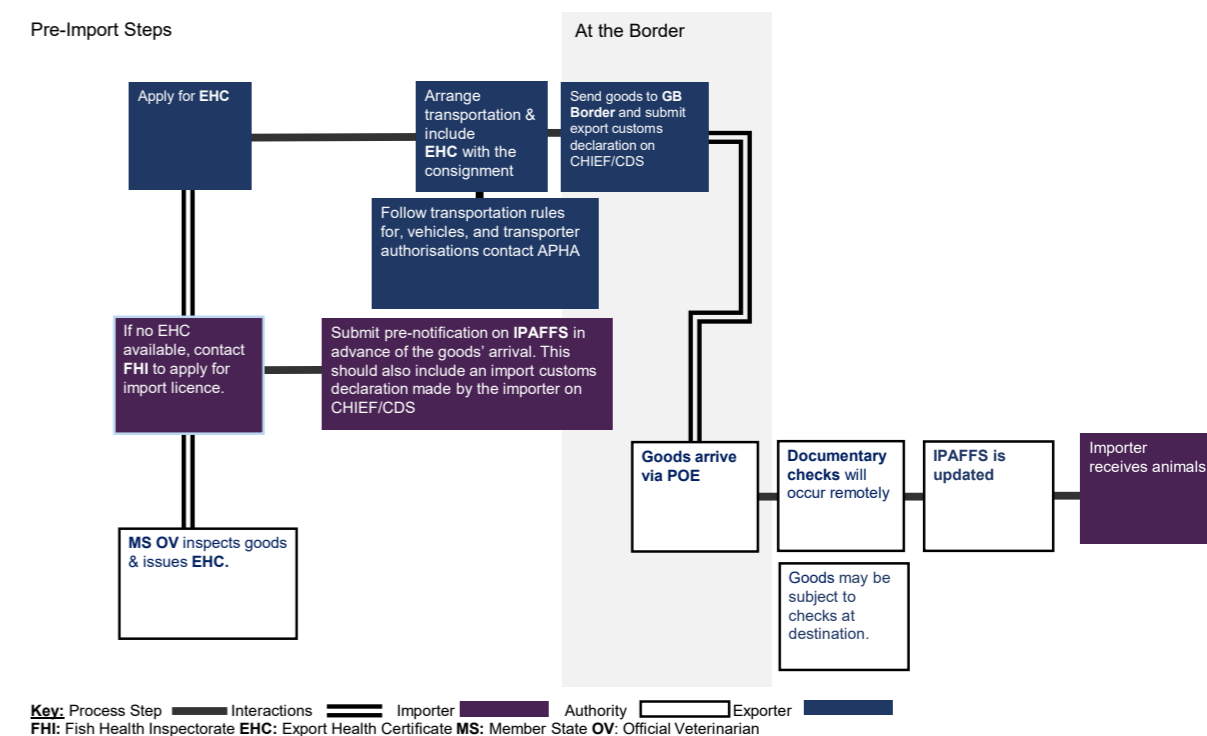 Pre-Import Steps
At the Border
Apply for EHC
Arrange
transportation &
include
EHC with the
consignment
Send goods to GB
Border and submit
export customs
declaration on
CHIEF/CDS
Follow transportation rules
for, vehicles, and transporter
authorisations contact APHA
If no EHC
available, contact
FHI to apply for
import licence.
Submit pre-notification on IPAFFS in
advance of the goods’ arrival. This
should also include an import customs
declaration made by the importer on
CHIEF/CDS
Goods arrive
via POE
Documentary
checks will
occur remotely
IPAFFS is
updated
Importer
receives animals
MS OV inspects goods
& issues EHC.
Goods may be
subject to
checks at
destination.
Key: Process Step Interactions Importer Authority Exporter
FHI: Fish Health Inspectorate EHC: Export Health Certificate MS: Member State OV: Official Veterinarian